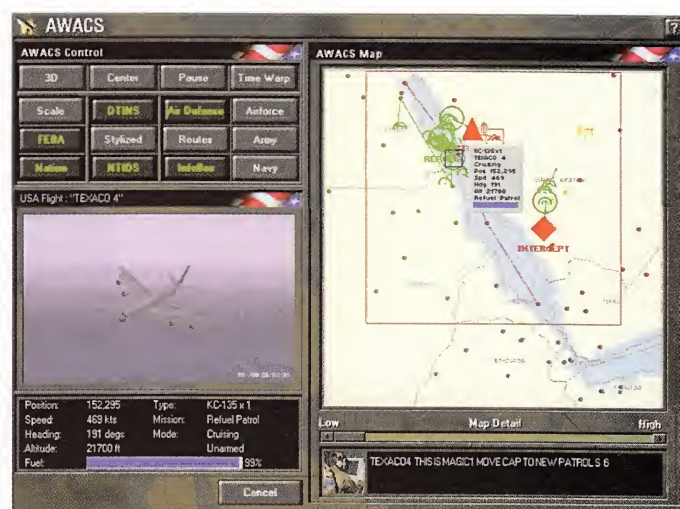 AWACS
?
AWACS Control
3D Center Pause Time Warp
Scale DTINS Air Defense Airforce
FEBA Stylized Routes Army
Nation NTIDS InfoBox Navy
USA Flight : "TEXACO 4"
Position: 152,295 Type: KC-135 x 1
Speed: 469 kts Mission: Refuel Patrol
Heading: 191 degs Mode: Cruising
Altitude: 21700 ft Unarmed
Fuel: 99%
Cancel
AWACS Map
KC-135x1
TEXACO 4
Cruising
Pos 152,295
Spd 469
Hdg 191
Alt 21700
Refuel Patrol
INTERCEPT
Low Map Detail High
TEXACO4 THIS IS MAGIC1 MOVE CAP TO NEW PATROL S 6